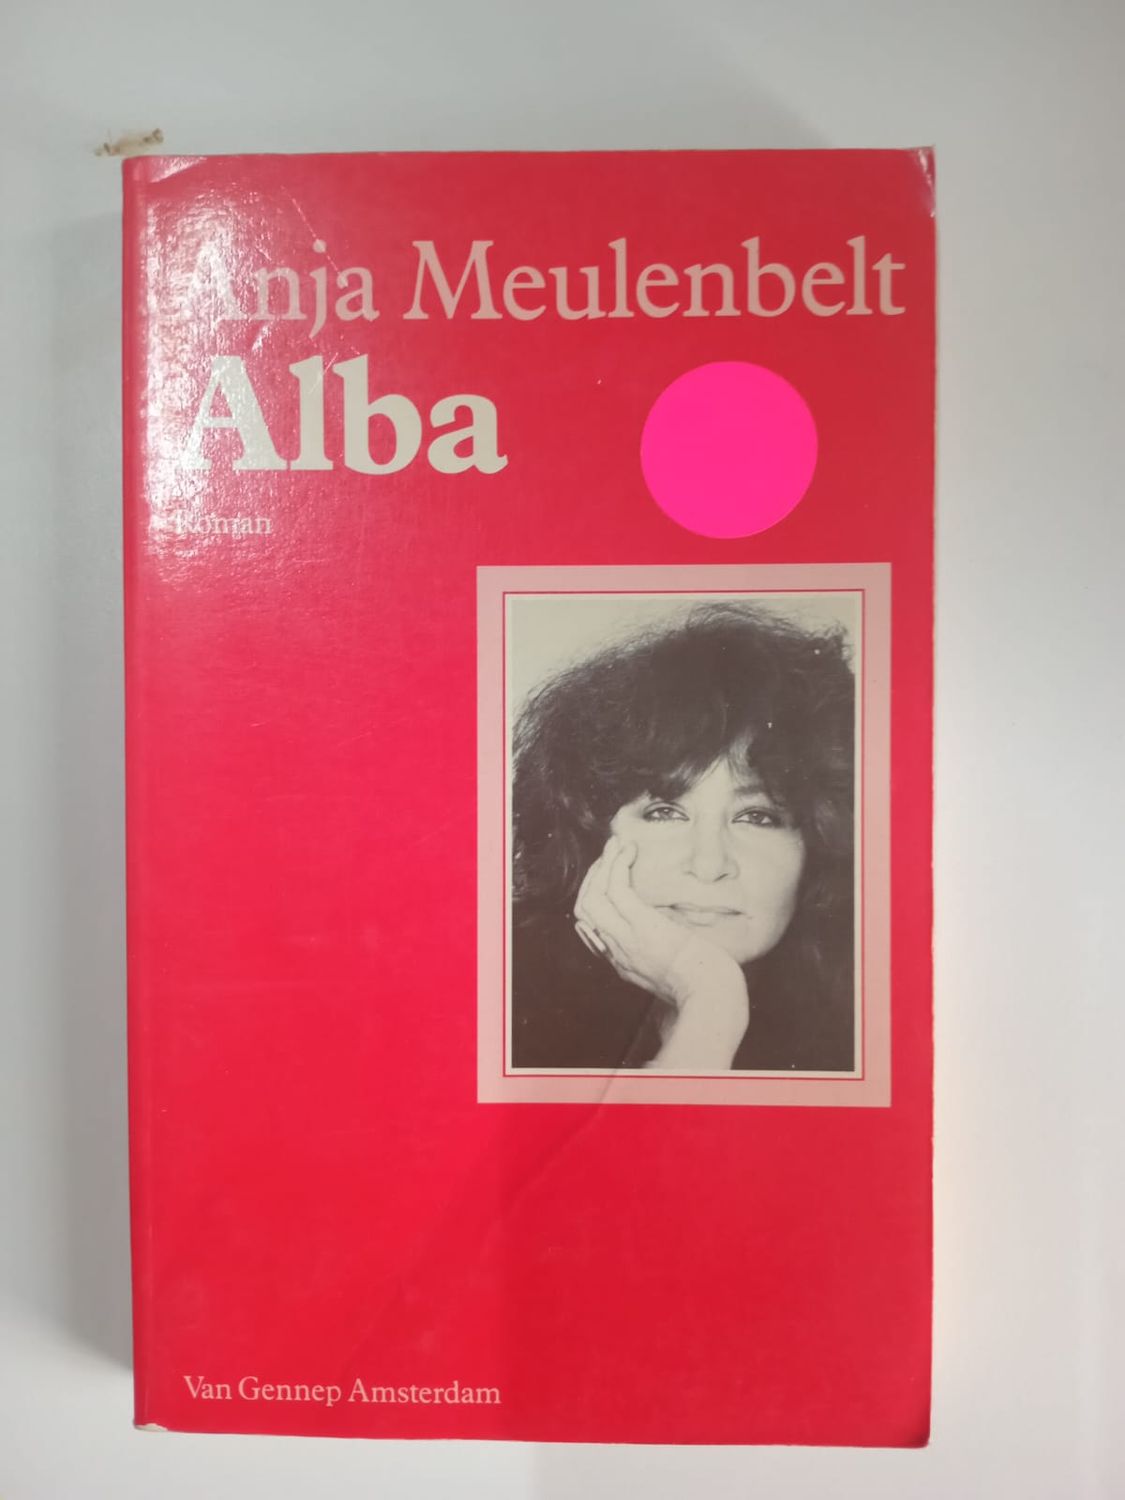 Anja Meulenbelt
Alba
Roman
Van Gennep Amsterdam